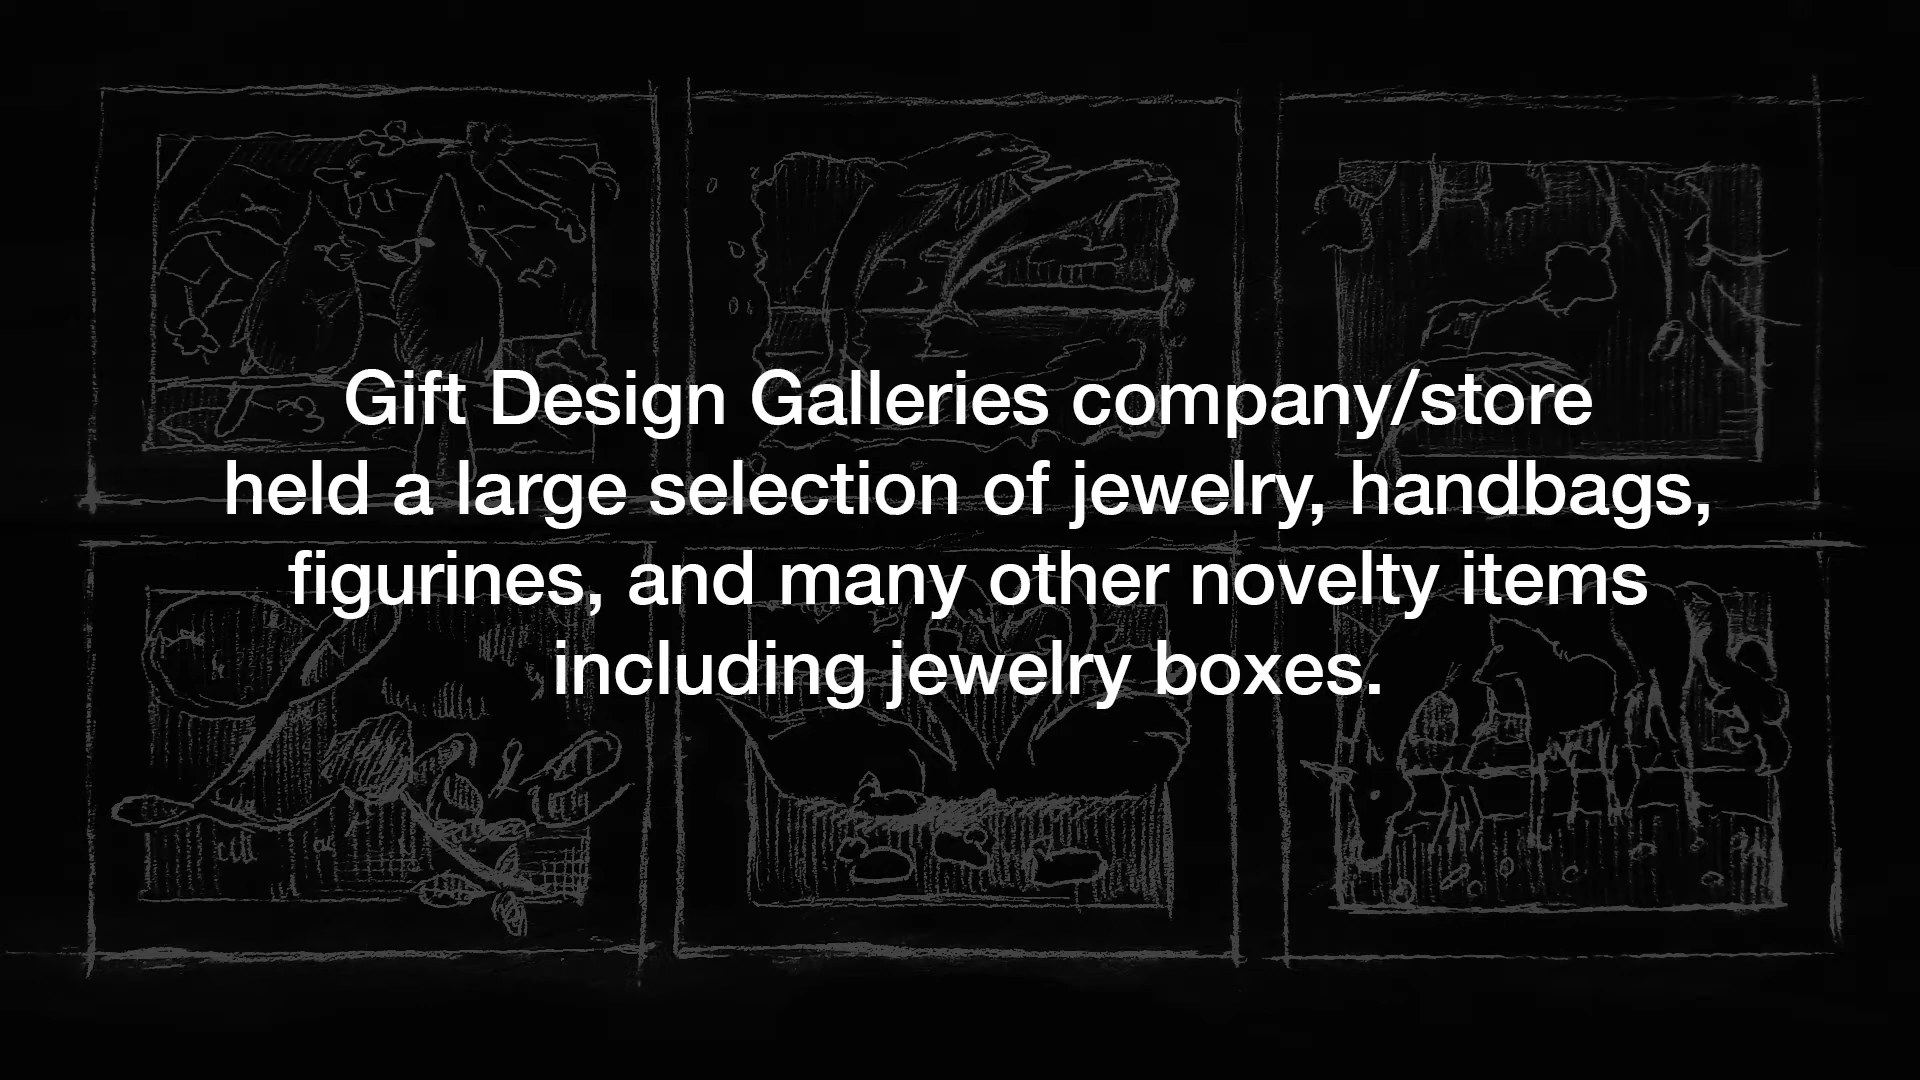 Gift Design Galleries company/store
held a large selection of jewelry, handbags,
figurines, and many other novelty items
including jewelry boxes.